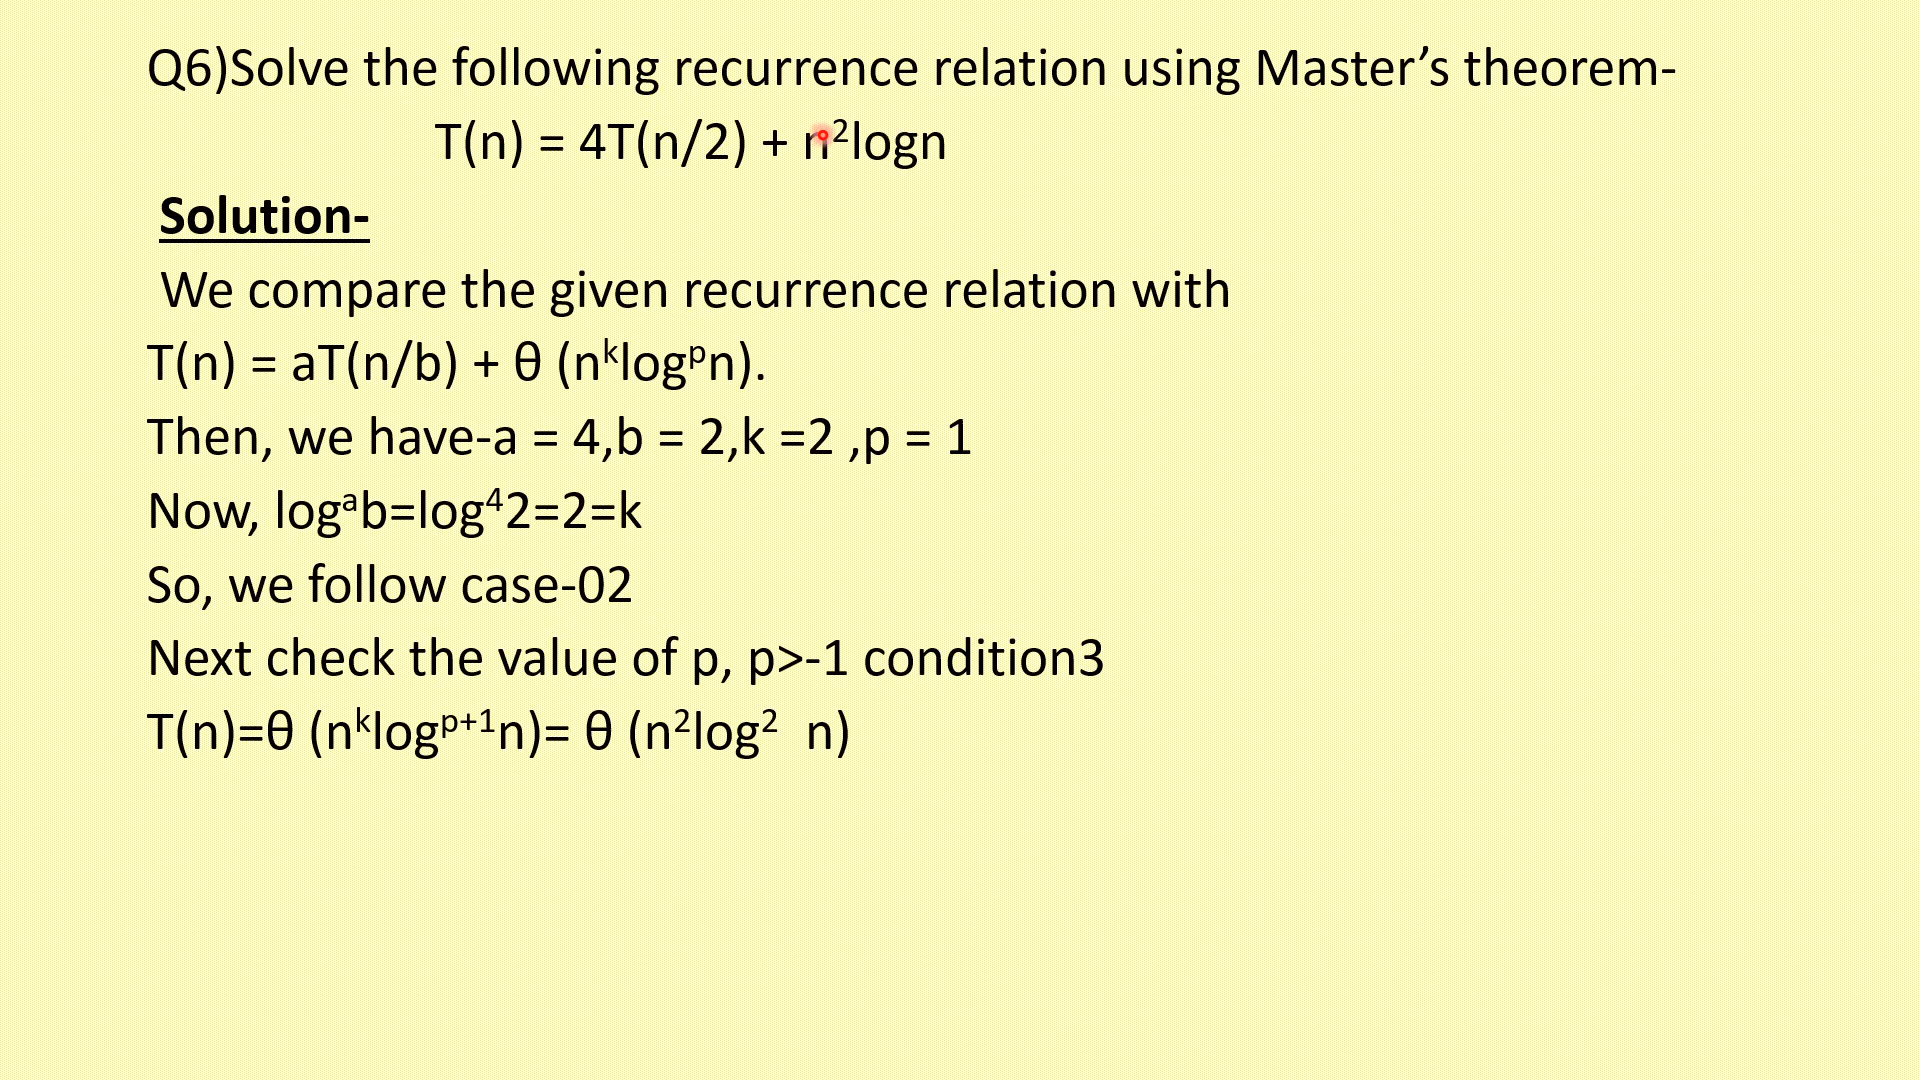 Q6)Solve the following recurrence relation using Master’s theorem-
T(n) = 4T(n/2) + n²logn
Solution-
We compare the given recurrence relation with
T(n) = aT(n/b) + θ (nᵏlogᵖn).
Then, we have-a = 4,b = 2,k =2 ,p = 1
Now, logᵃb=log⁴2=2=k
So, we follow case-02
Next check the value of p, p>-1 condition3
T(n)=θ (nᵏlogᵖ⁺¹n)= θ (n²log² n)